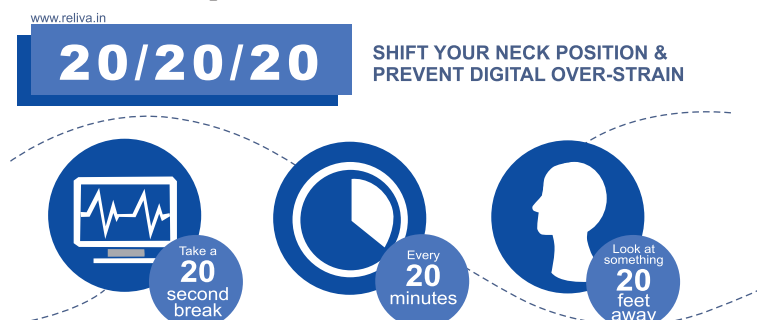 www.reliva.in
20/20/20
SHIFT YOUR NECK POSITION &
PREVENT DIGITAL OVER-STRAIN
Take a
20
second
break
Every
20
minutes
Look at
something
20
feet
away